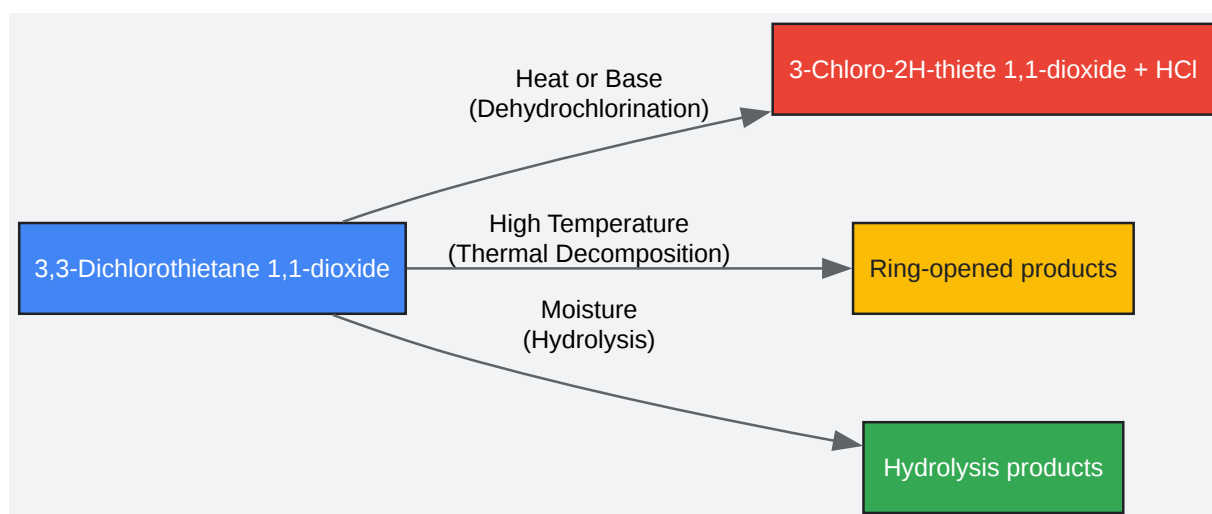 3-Chloro-2H-thiete 1,1-dioxide + HCl
Heat or Base
(Dehydrochlorination)
High Temperature
(Thermal Decomposition)
3,3-Dichlorothietane 1,1-dioxide
Ring-opened products
Moisture
(Hydrolysis)
Hydrolysis products